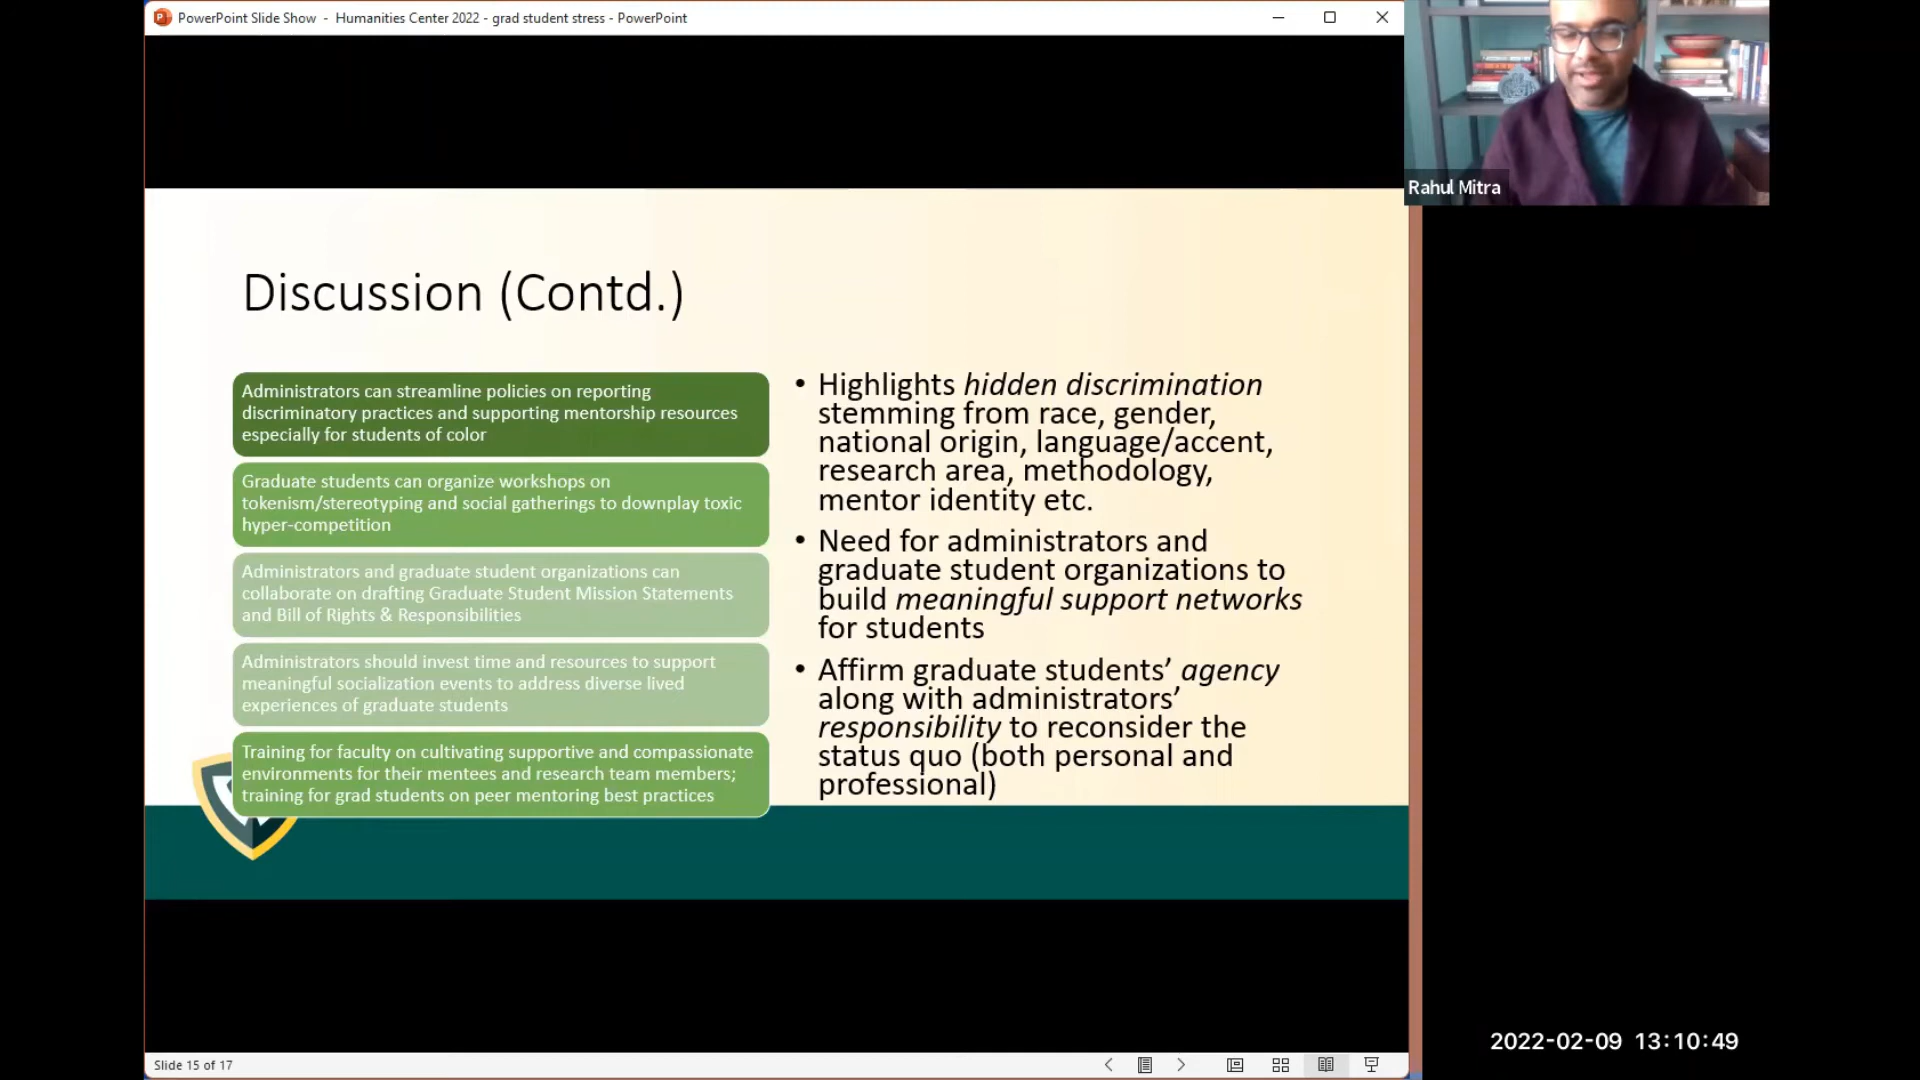 PowerPoint Slide Show - Humanities Center 2022 - grad student stress - PowerPoint
Rahul Mitra
Discussion (Contd.)
Administrators can streamline policies on reporting
discriminatory practices and supporting mentorship resources
especially for students of color
Graduate students can organize workshops on
tokenism/stereotyping and social gatherings to downplay toxic
hyper-competition
Administrators and graduate student organizations can
collaborate on drafting Graduate Student Mission Statements
and Bill of Rights & Responsibilities
Administrators should invest time and resources to support
meaningful socialization events to address diverse lived
experiences of graduate students
Training for faculty on cultivating supportive and compassionate
environments for their mentees and research team members;
training for grad students on peer mentoring best practices
• Highlights hidden discrimination
stemming from race, gender,
national origin, language/accent,
research area, methodology,
mentor identity etc.
• Need for administrators and
graduate student organizations to
build meaningful support networks
for students
• Affirm graduate students’ agency
along with administrators’
responsibility to reconsider the
status quo (both personal and
professional)
Slide 15 of 17
2022-02-09 13:10:49